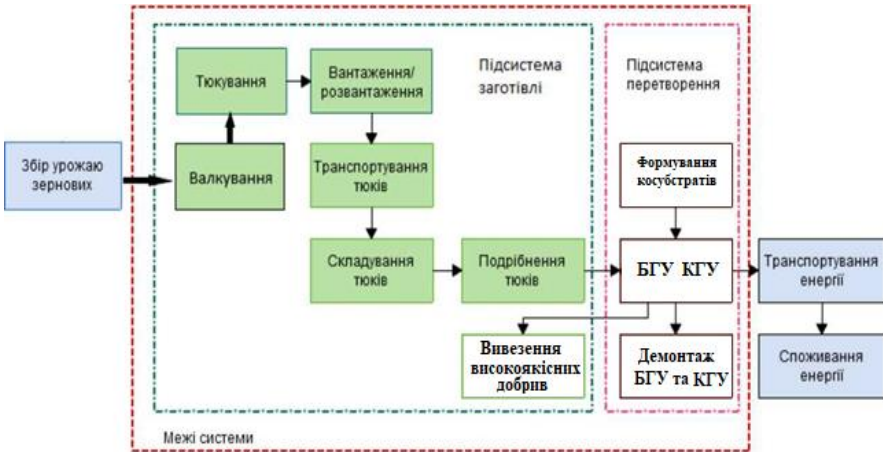 Збір урожаю
зернових
Тюкування
Валкування
Вантаження/
розвантаження
Транспортування
тюків
Складування
тюків
Подрібнення
тюків
Вивезення
високоякісних
добрив
Підсистема
заготівлі
Підсистема
перетворення
Формування
косубстратів
БГУ КГУ
Демонтаж
БГУ та КГУ
Транспортування
енергії
Споживання
енергії
Межі системи